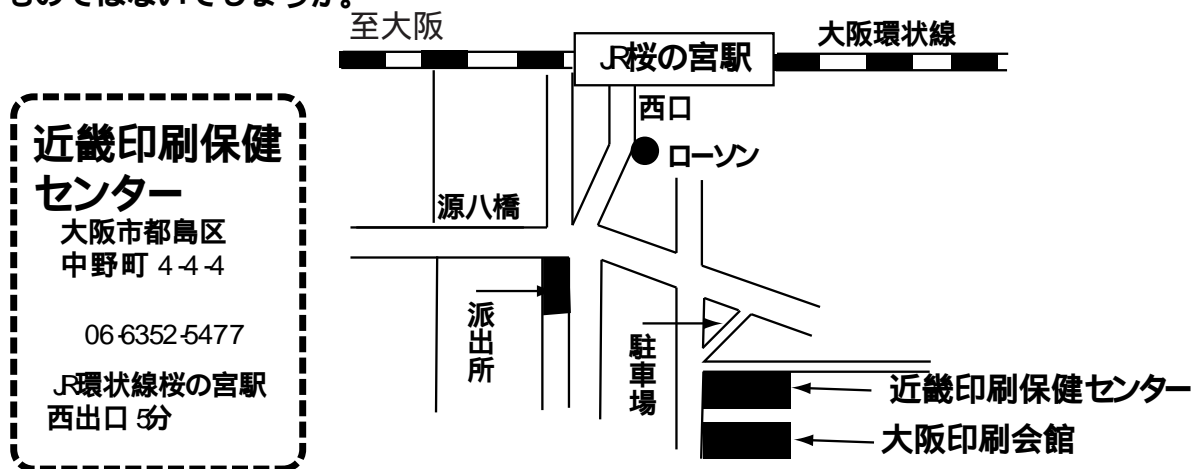 ものではないでしょうか。
至大阪
JR桜の宮駅
大阪環状線
西口
ローソン
近畿印刷保健
センター
大阪市都島区
中野町 4-4-4
06-6352-5477
JR環状線桜の宮駅
西出口 5分
源八橋
派出所
駐車場
近畿印刷保健センター
大阪印刷会館